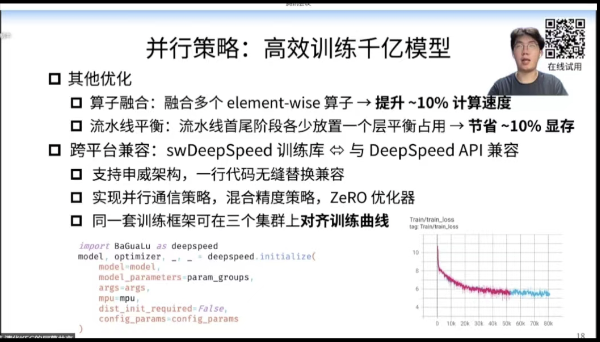 并行策略：高效训练千亿模型
在线试用
其他优化
算子融合：融合多个 element-wise 算子 → 提升 ~10% 计算速度
流水线平衡：流水线首尾阶段各少放置一个层平衡占用 → 节省 ~10% 显存
跨平台兼容：swDeepSpeed 训练库 ⇔ 与 DeepSpeed API 兼容
支持申威架构，一行代码无缝替换兼容
实现并行通信策略，混合精度策略，ZeRO 优化器
同一套训练框架可在三个集群上对齐训练曲线
import BaGuaLu as deepspeed
model, optimizer, _, _ = deepspeed.initialize(
model=model,
model_parameters=param_groups,
args=args,
mpu=mpu,
dist_init_required=False,
config_params=config_params
)
Train/train_loss
tag: Train/train_loss
10
9
8
7
6
5
4
3
0 10k 20k 30k 40k 50k 60k 70k 80k
18